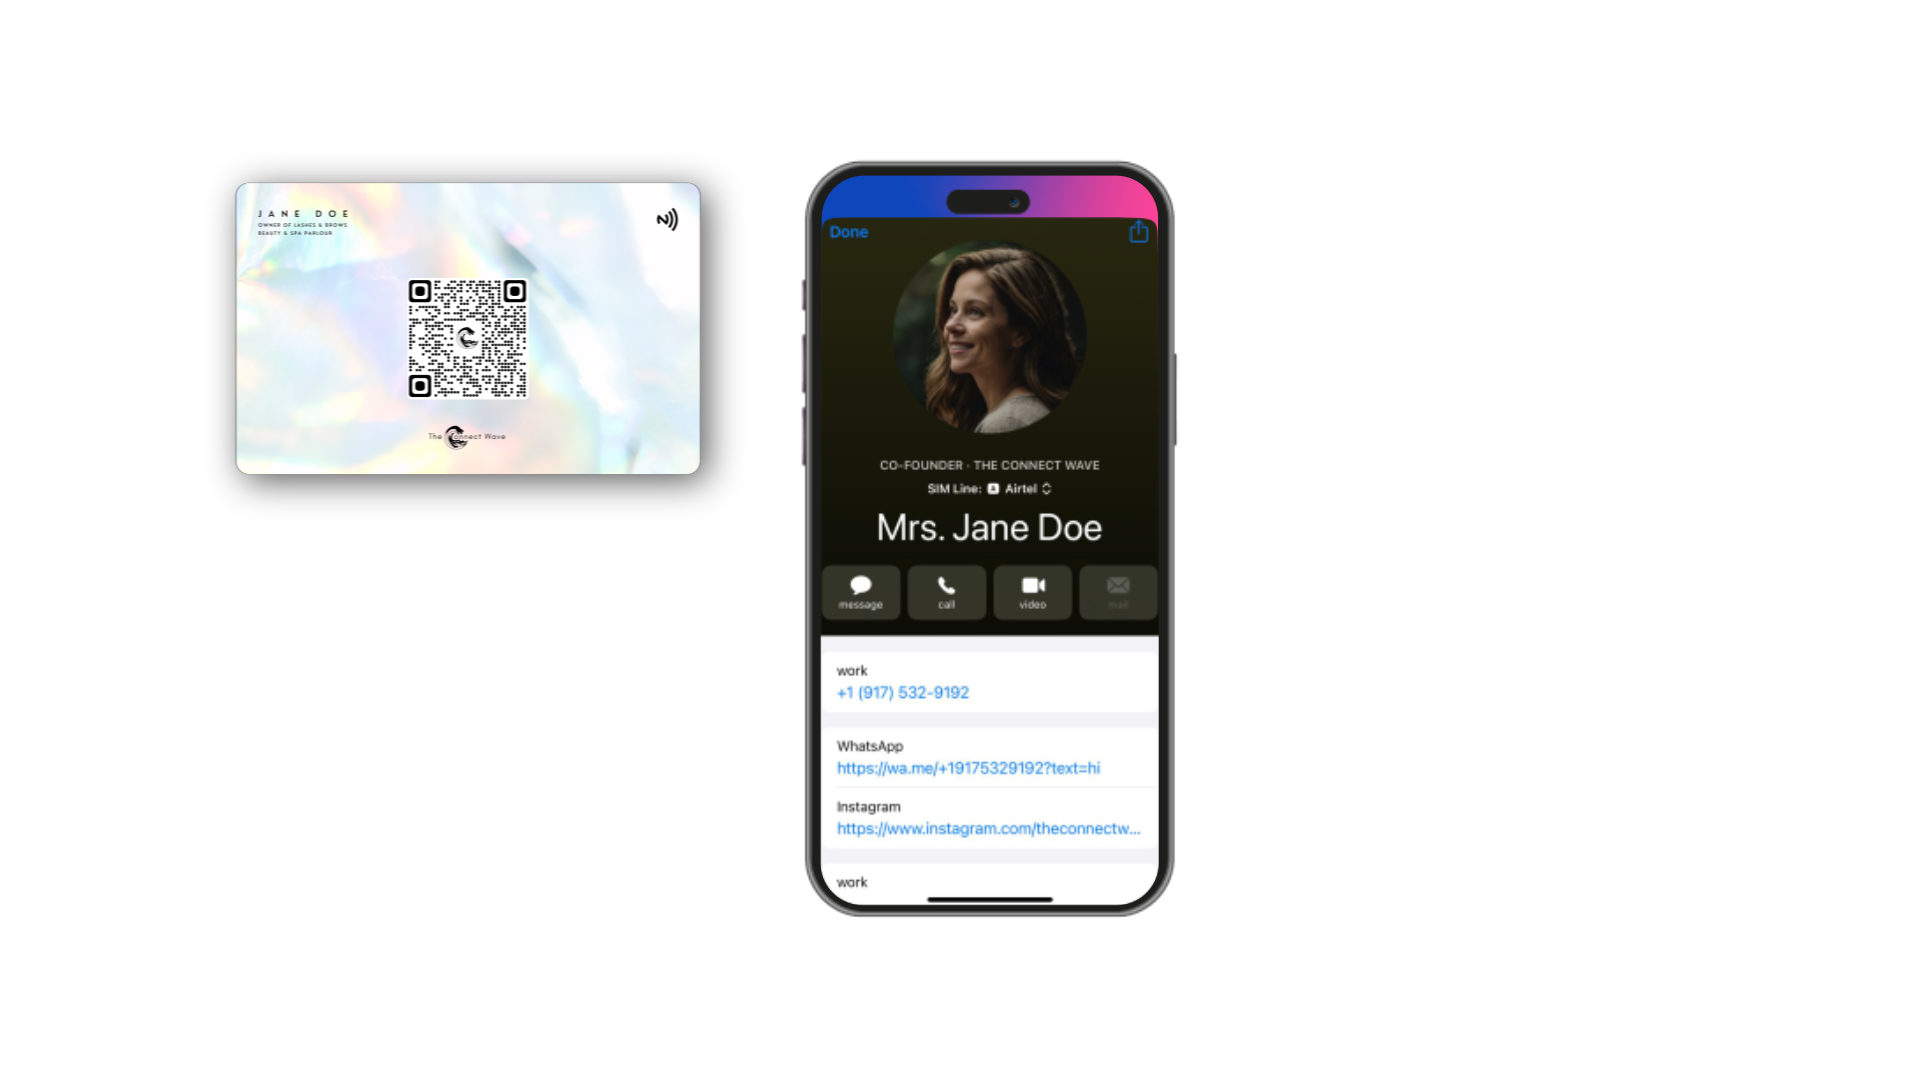 JANE DOE
OWNER OF LASHES & BROWS
BEAUTY & SPA PARLOUR
The Connect Wave
Done
CO-FOUNDER - THE CONNECT WAVE
SIM Line: A Airtel
Mrs. Jane Doe
message call video mail
work
+1 (917) 532-9192
WhatsApp
https://wa.me/+19175329192?text=hi
Instagram
https://www.instagram.com/theconnectw...
work